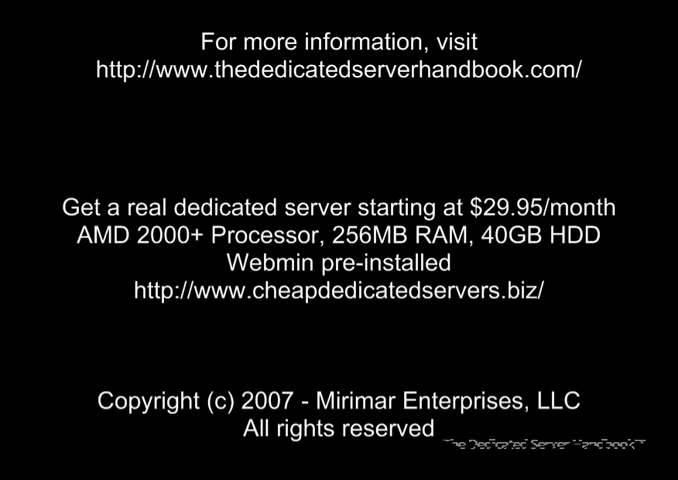 For more information, visit
http://www.thededicatedserverhandbook.com/
Get a real dedicated server starting at $29.95/month
AMD 2000+ Processor, 256MB RAM, 40GB HDD
Webmin pre-installed
http://www.cheapdedicatedservers.biz/
Copyright (c) 2007 - Mirimar Enterprises, LLC
All rights reserved
The Dedicated Server Handbook™